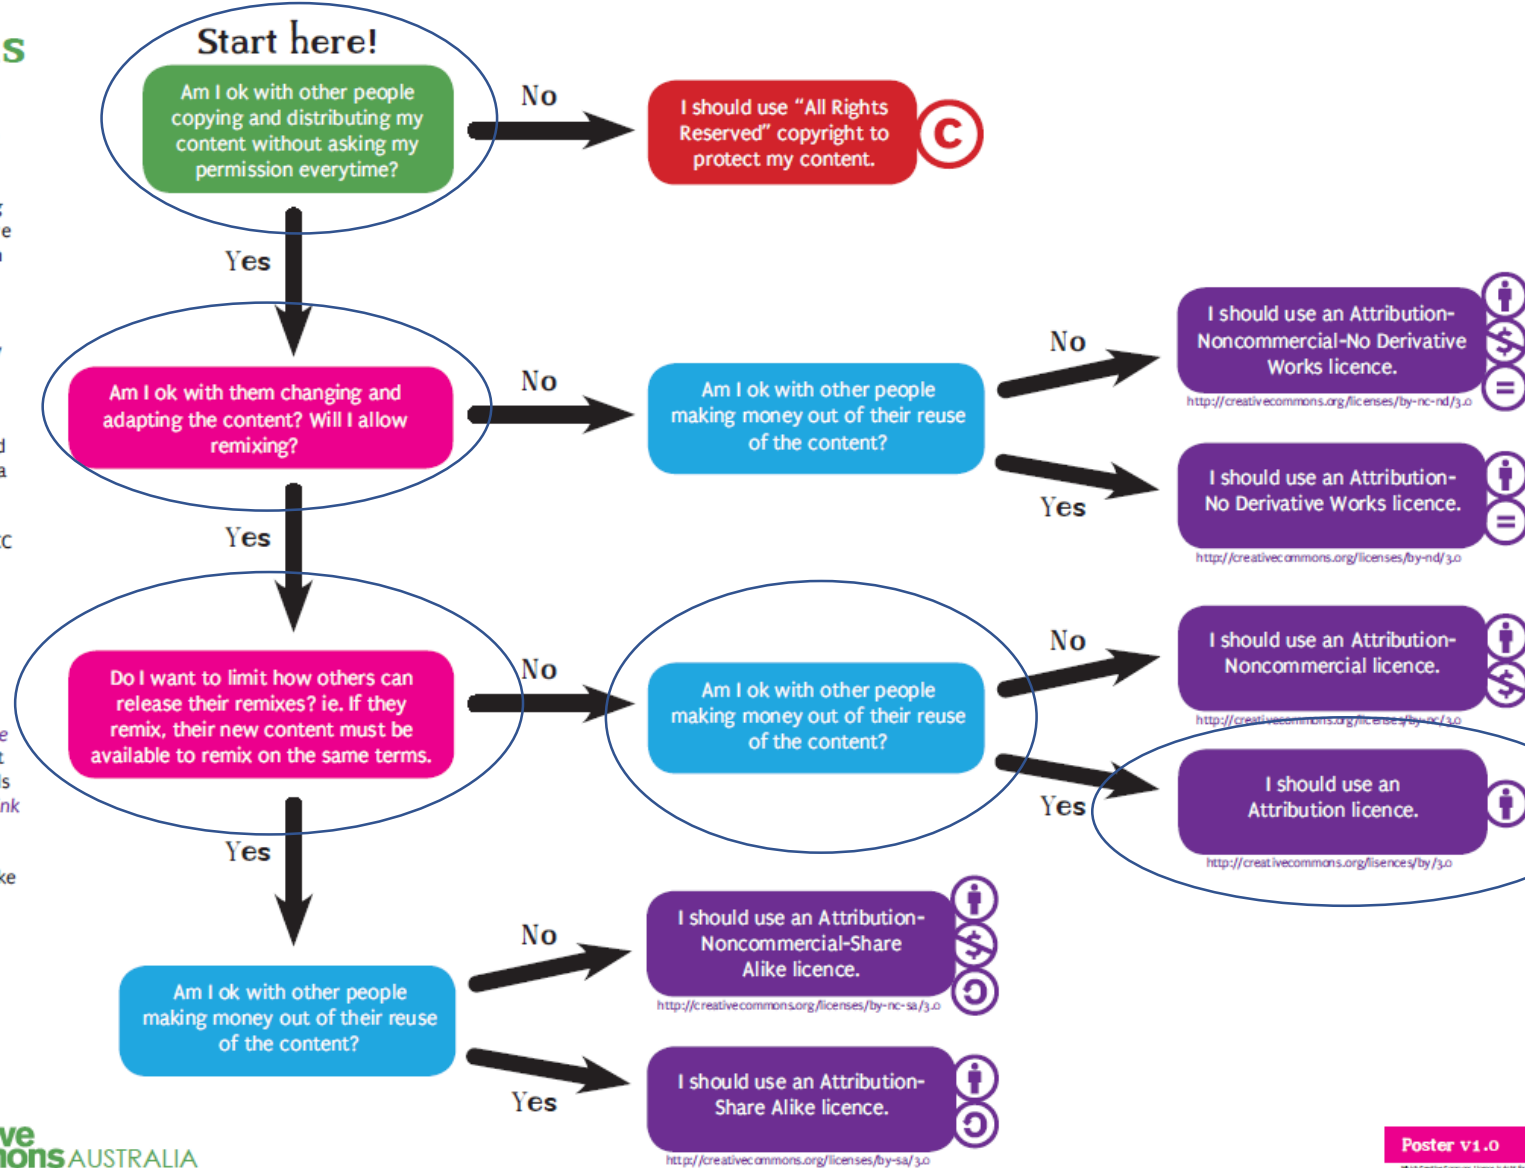 s
Start here!
Am I ok with other people
copying and distributing my
content without asking my
permission everytime?
No
I should use “All Rights
Reserved” copyright to
protect my content.
C
Yes
Am I ok with them changing and
adapting the content? Will I allow
remixing?
No
Am I ok with other people
making money out of their reuse
of the content?
No
I should use an Attribution-
Noncommercial-No Derivative
Works licence.
http://creativecommons.org/licenses/by-nc-nd/3.0
Yes
I should use an Attribution-
No Derivative Works licence.
http://creativecommons.org/licenses/by-nd/3.0
Yes
Do I want to limit how others can
release their remixes? ie. If they
remix, their new content must be
available to remix on the same terms.
No
Am I ok with other people
making money out of their reuse
of the content?
No
I should use an Attribution-
Noncommercial licence.
http://creativecommons.org/licenses/by-nc/3.0
Yes
I should use an
Attribution licence.
http://creativecommons.org/lisences/by/3.0
Yes
Am I ok with other people
making money out of their reuse
of the content?
No
I should use an Attribution-
Noncommercial-Share
Alike licence.
http://creativecommons.org/licenses/by-nc-sa/3.0
Yes
I should use an Attribution-
Share Alike licence.
http://creativecommons.org/licenses/by-sa/3.0
ve
mons AUSTRALIA
Poster v1.0